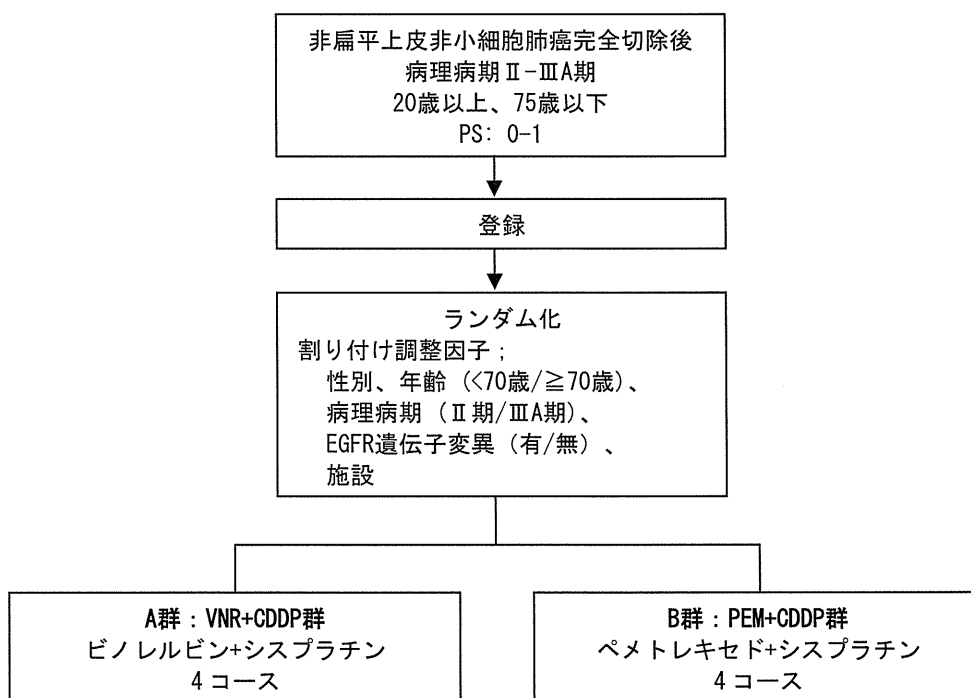 非扁平上皮非小細胞肺癌完全切除後
病理病期Ⅱ-ⅢA期
20歳以上、75歳以下
PS: 0-1
登録
ランダム化
割り付け調整因子；
性別、年齢（<70歳/≧70歳）、
病理病期（Ⅱ期/ⅢA期）、
EGFR遺伝子変異（有/無）、
施設
A群：VNR+CDDP群
ビノレルビン+シスプラチン
4コース
B群：PEM+CDDP群
ペメトレキセド+シスプラチン
4コース